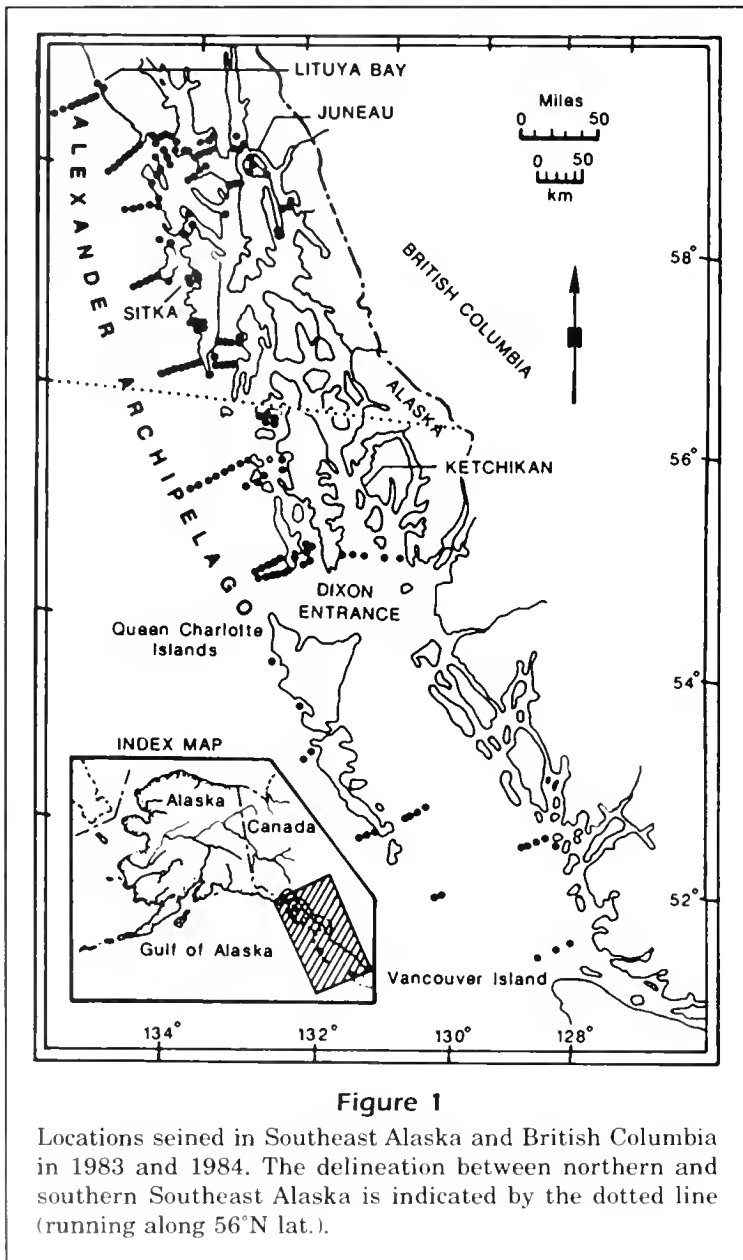 LITUYA BAY
JUNEAU
Miles
0 50
0 50
km
ALEXANDER ARCHIPELAGO
58°
BRITISH COLUMBIA
SITKA
ALASKA
56°
KETCHIKAN
DIXON
ENTRANCE
Queen Charlotte
Islands
54°
INDEX MAP
Alaska
Canada
52°
Gulf of Alaska
Vancouver Island
134° 132° 130° 128°
Figure 1
Locations seined in Southeast Alaska and British Columbia
in 1983 and 1984. The delineation between northern and
southern Southeast Alaska is indicated by the dotted line
(running along 56°N lat.).